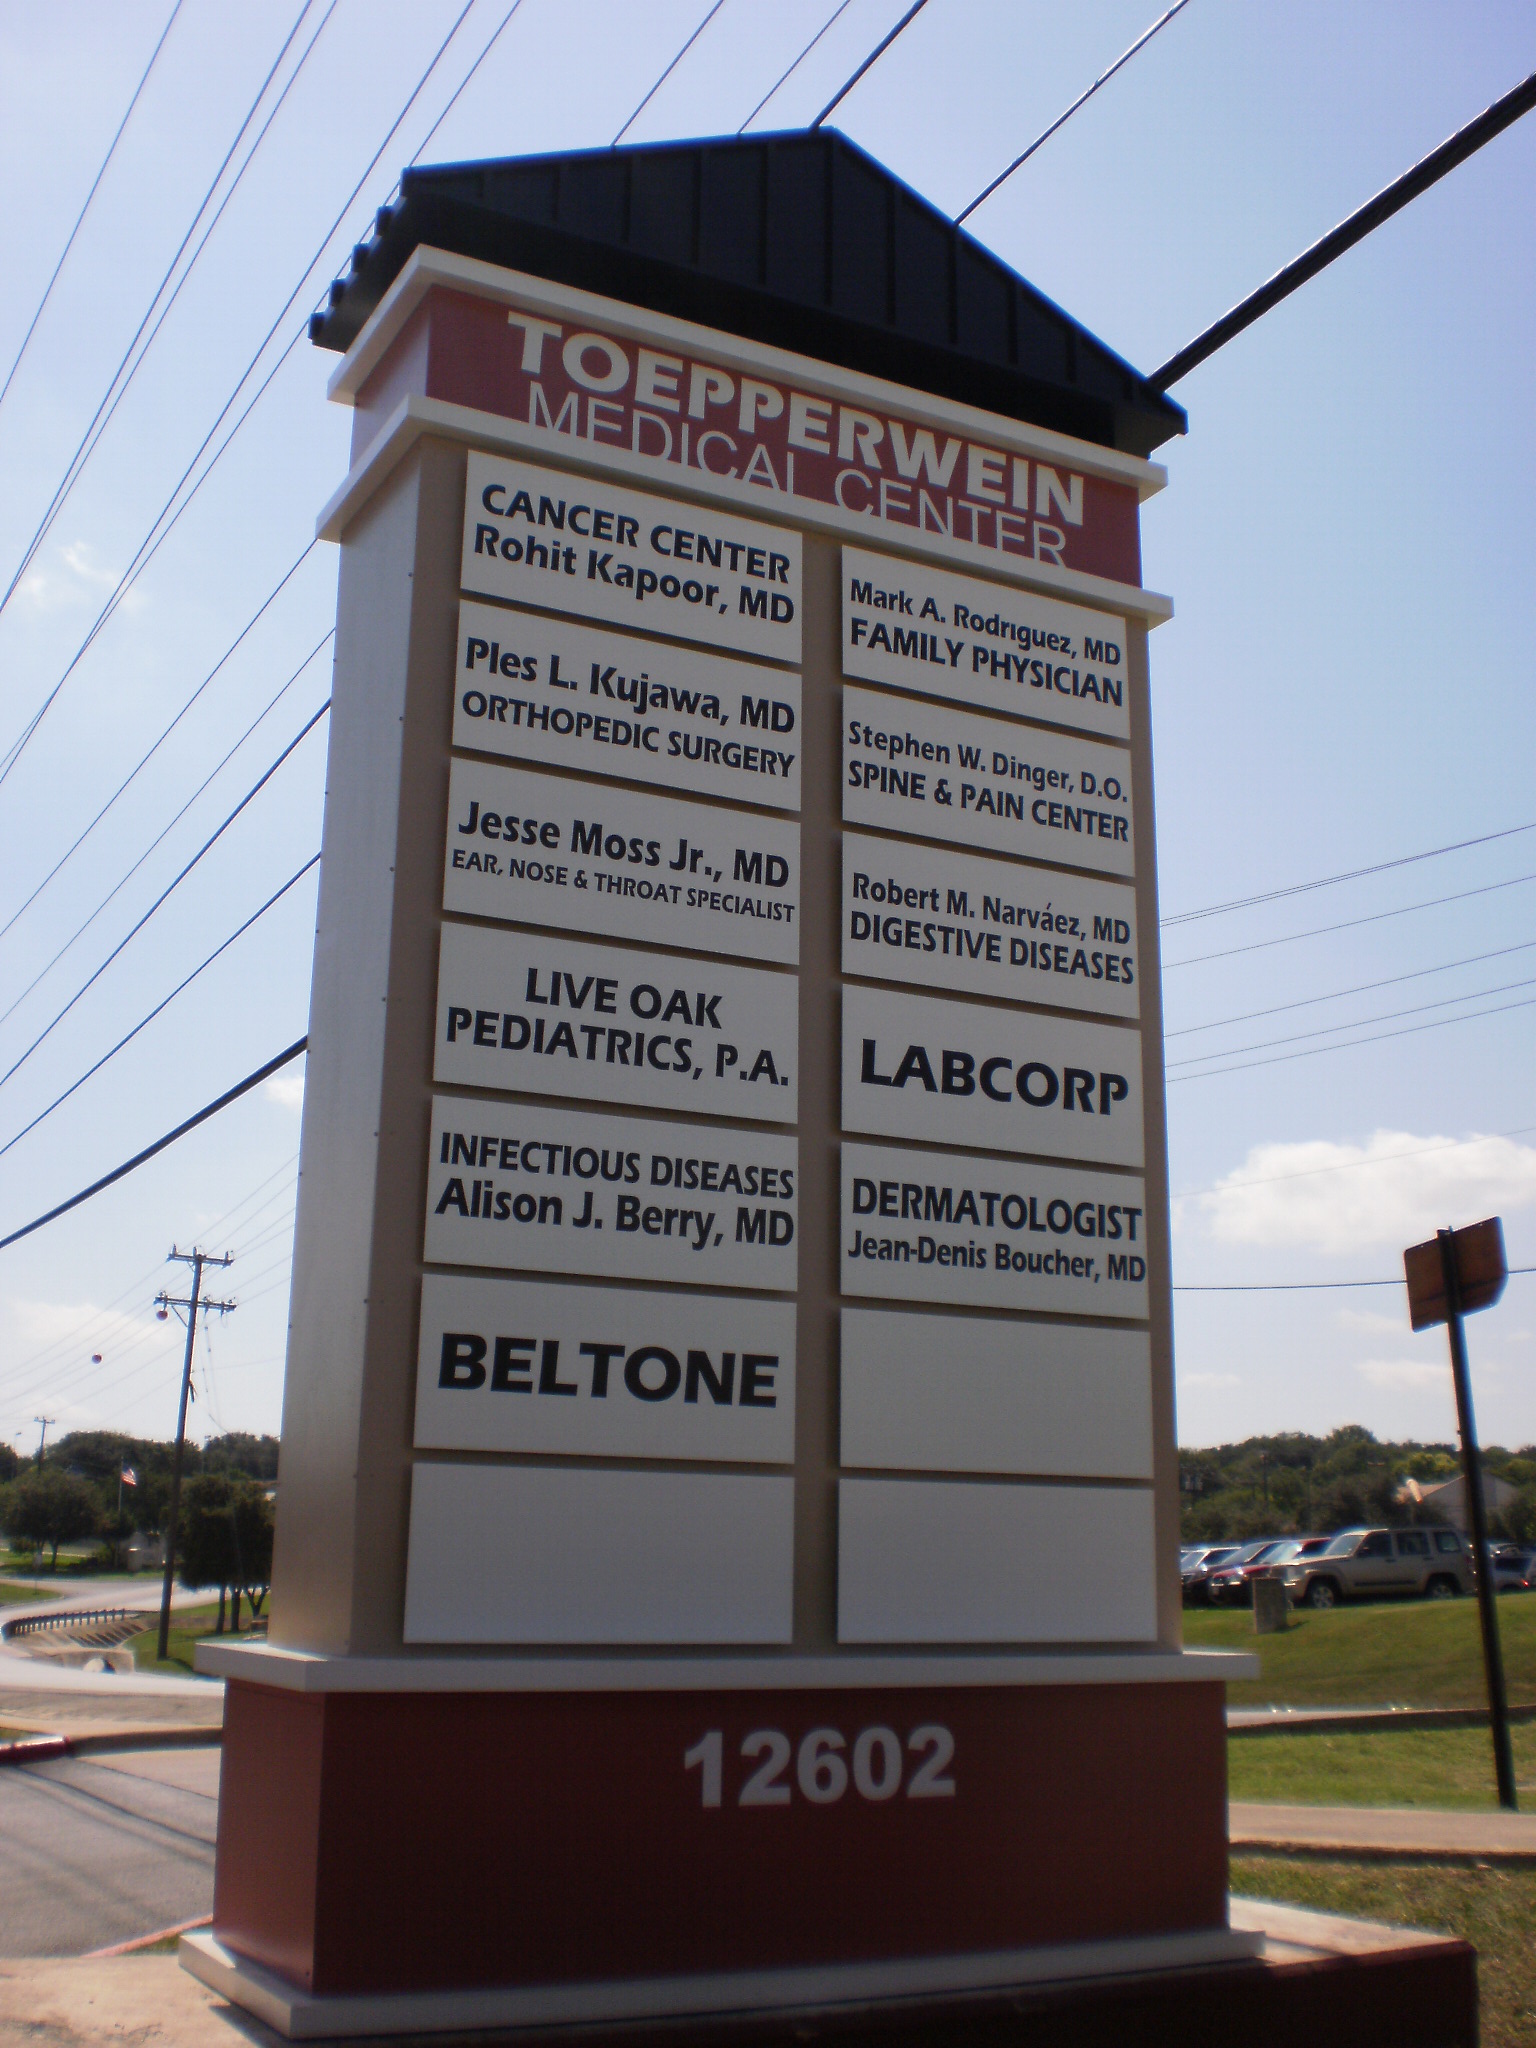 TOEPPERWEIN
MEDICAL CENTER
CANCER CENTER
Rohit Kapoor, MD
Ples L. Kujawa, MD
ORTHOPEDIC SURGERY
Jesse Moss Jr., MD
EAR, NOSE & THROAT SPECIALIST
LIVE OAK
PEDIATRICS, P.A.
INFECTIOUS DISEASES
Alison J. Berry, MD
BELTONE
Mark A. Rodriguez, MD
FAMILY PHYSICIAN
Stephen W. Dinger, D.O.
SPINE & PAIN CENTER
Robert M. Narváez, MD
DIGESTIVE DISEASES
LABCORP
DERMATOLOGIST
Jean-Denis Boucher, MD
12602